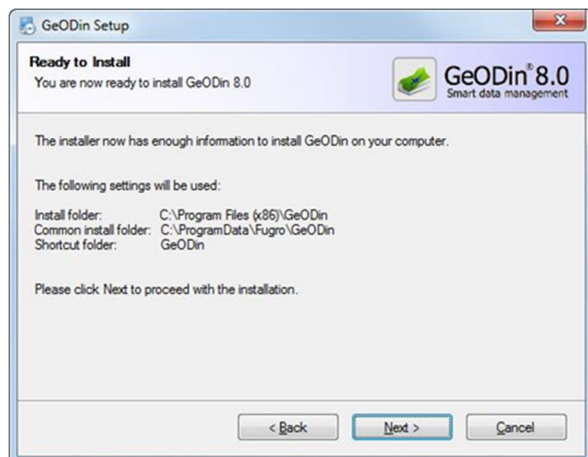 GeODin Setup
Ready to Install
You are now ready to install GeODin 8.0
GeODin® 8.0
Smart data management
The installer now has enough information to install GeODin on your computer.
The following settings will be used:
Install folder: C:\Program Files (x86)\GeODin
Common install folder: C:\ProgramData\Fugro\GeODin
Shortcut folder: GeODin
Please click Next to proceed with the installation.
< Back Next > Cancel